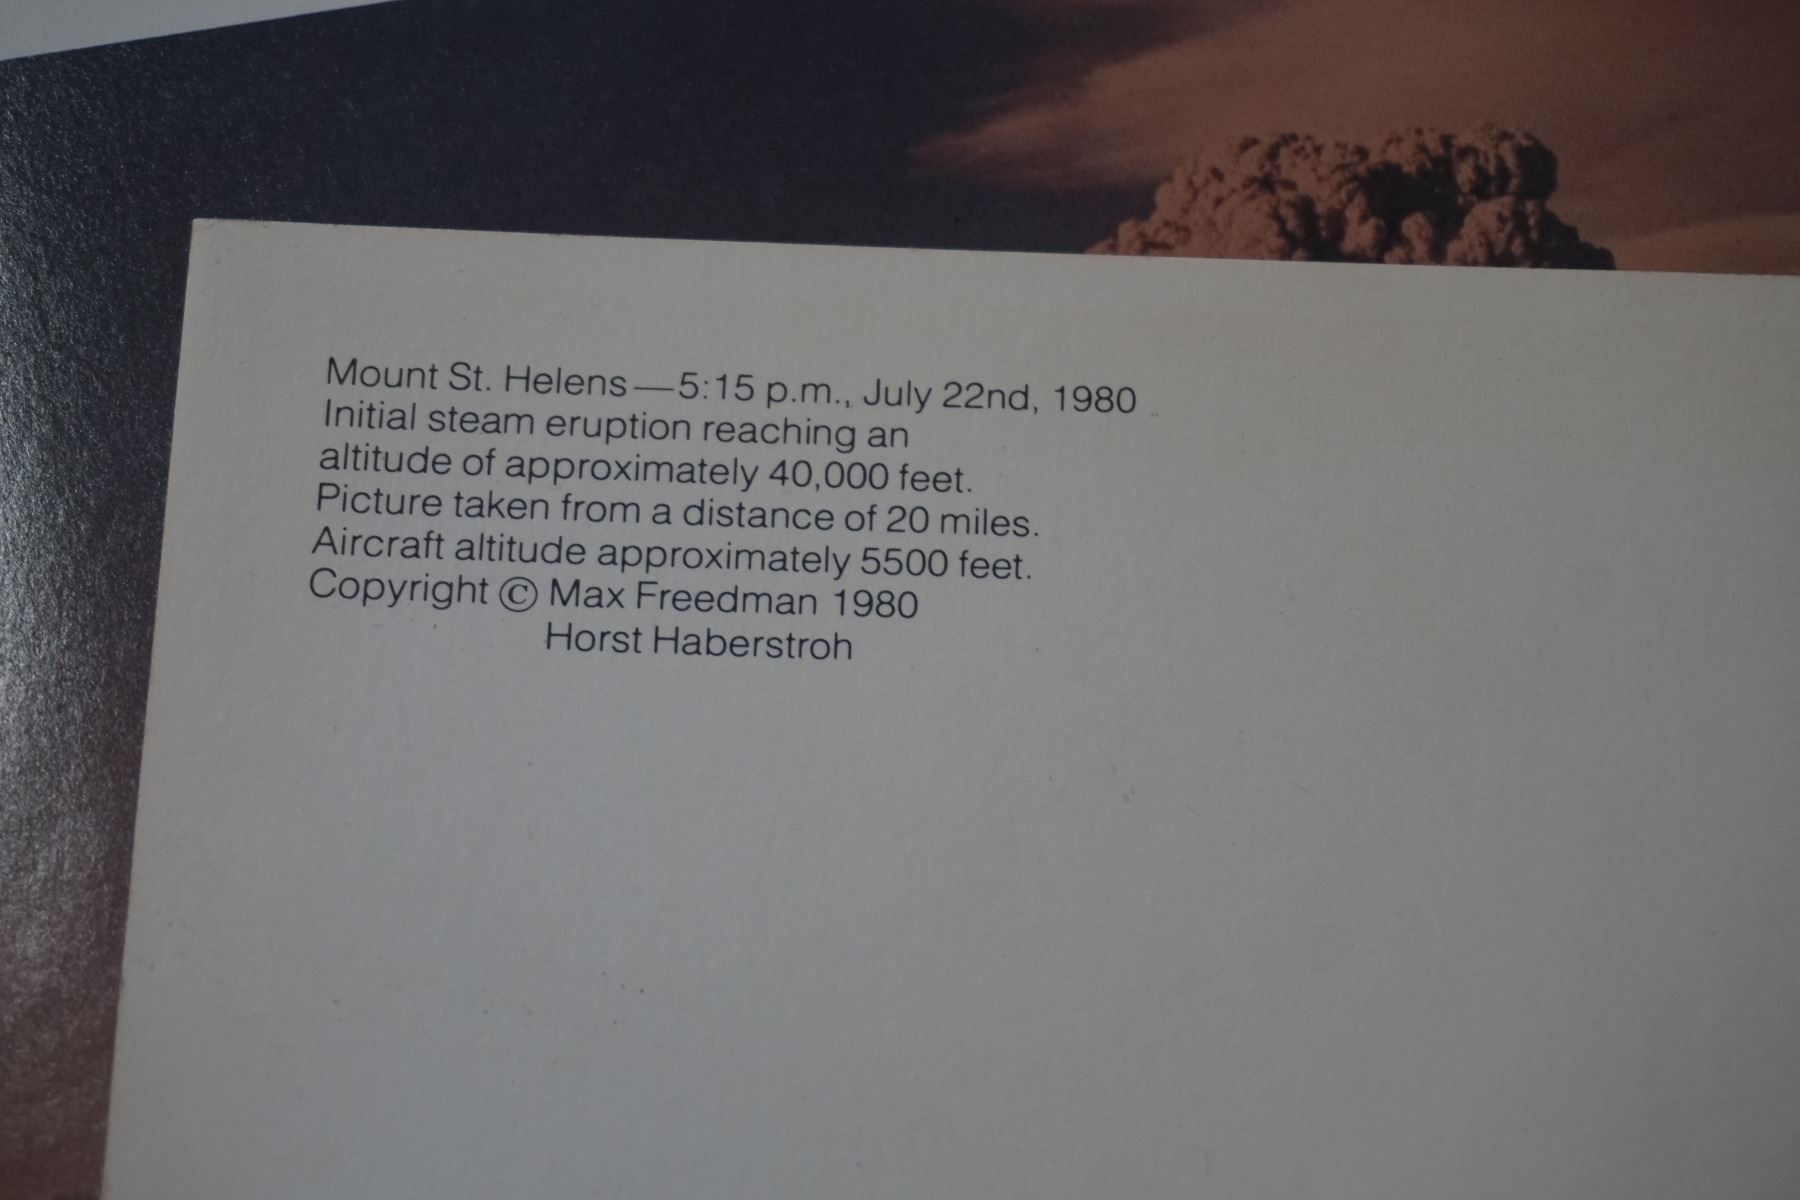 Mount St. Helens—5:15 p.m., July 22nd, 1980
Initial steam eruption reaching an
altitude of approximately 40,000 feet.
Picture taken from a distance of 20 miles.
Aircraft altitude approximately 5500 feet.
Copyright © Max Freedman 1980
Horst Haberstroh